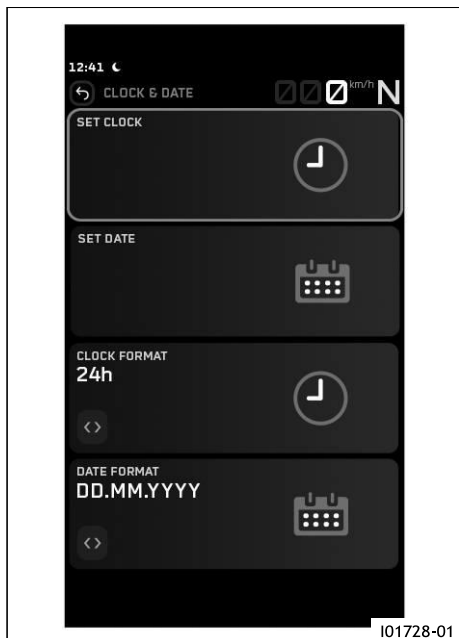 12:41
CLOCK & DATE 000 km/h N
SET CLOCK
SET DATE
CLOCK FORMAT
24h
<>
DATE FORMAT
DD.MM.YYYY
<>
I01728-01